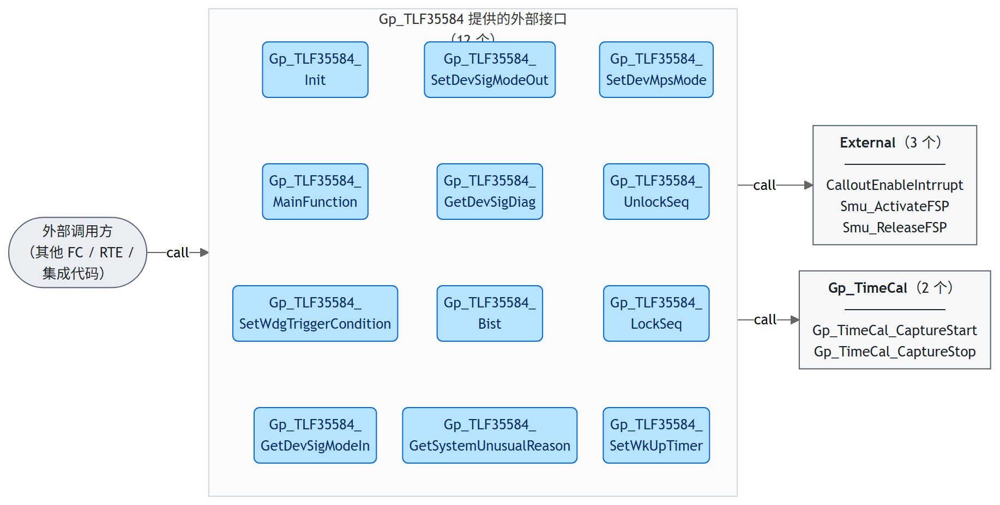 Gp_TLF35584 提供的外部接口
（12 个）
Gp_TLF35584_
Init
Gp_TLF35584_
SetDevSigModeOut
Gp_TLF35584_
SetDevMpsMode
Gp_TLF35584_
MainFunction
Gp_TLF35584_
GetDevSigDiag
Gp_TLF35584_
UnlockSeq
Gp_TLF35584_
SetWdgTriggerCondition
Gp_TLF35584_
Bist
Gp_TLF35584_
LockSeq
Gp_TLF35584_
GetDevSigModeIn
Gp_TLF35584_
GetSystemUnusualReason
Gp_TLF35584_
SetWkUpTimer
外部调用方
（其他 FC / RTE /
集成代码）
call
call
External（3 个）
CalloutEnableIntrrupt
Smu_ActivateFSP
Smu_ReleaseFSP
call
Gp_TimeCal（2 个）
Gp_TimeCal_CaptureStart
Gp_TimeCal_CaptureStop